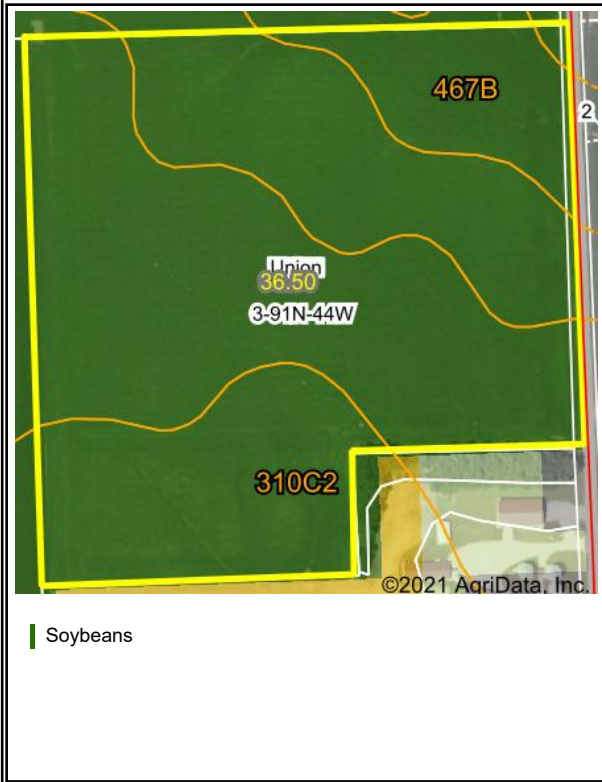 467B
2
Union
36.50
3-91N-44W
310C2
©2021 AgriData, Inc.
Soybeans